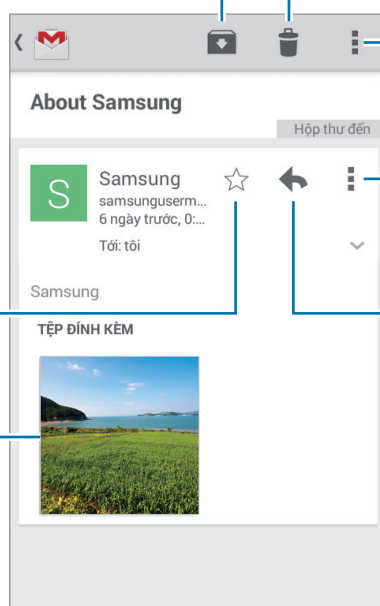 About Samsung
Hộp thư đến
S
Samsung
samsunguserm...
6 ngày trước, 0:...
Tới: tôi
Samsung
TỆP ĐÍNH KÈM